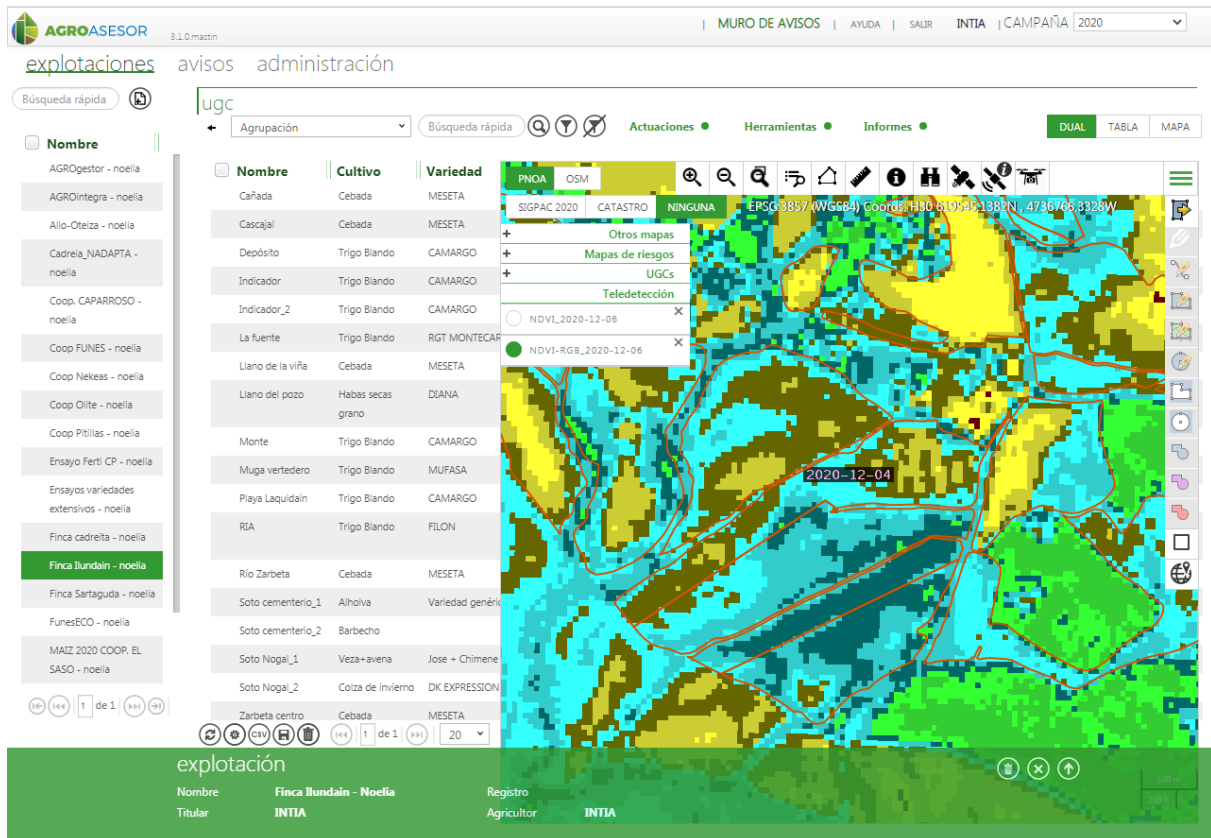 AGROASESOR
3.1.0.mastin
| MURO DE AVISOS | AYUDA | SALIR INTIA | CAMPAÑA 2020
explotaciones avisos administración
Búsqueda rápida
Nombre
AGROgestor - noelia
AGROintegra - noelia
Allo-Oteiza - noelia
Cadreia_NADAPTA -
noelia
Coop. CAPARROSO -
noelia
Coop FUNES - noelia
Coop Nekeas - noelia
Coop Olite - noelia
Coop Pitillas - noelia
Ensayo Ferti CP - noelia
Ensayos variedades
extensivos - noelia
Finca cadreita - noelia
Finca Ilundain - noelia
Finca Sartaguda - noelia
FunesECO - noelia
MAIZ 2020 COOP. EL
SASO - noelia
1 de 1
ugc
Agrupación
Búsqueda rápida
Actuaciones
Herramientas
Informes
DUAL TABLA MAPA
Nombre Cultivo Variedad
Cañada Cebada MESETA
Cascajal Cebada MESETA
Depósito Trigo Blando CAMARGO
Indicador Trigo Blando CAMARGO
Indicador_2 Trigo Blando CAMARGO
La fuente Trigo Blando RGT MONTECAR
Llano de la viña Cebada MESETA
Llano del pozo Habas secas DIANA
grano
Monte Trigo Blando CAMARGO
Muga vertedero Trigo Blando MUFASA
Playa Laquidain Trigo Blando CAMARGO
RIA Trigo Blando FILON
Río Zarbeta Cebada MESETA
Soto cementerio_1 Alholva Variedad genéric
Soto cementerio_2 Barbecho
Soto Nogal_1 Veza+avena Jose + Chimene
Soto Nogal_2 Colza de invierno DK EXPRESSION
Zarbeta centro Cebada MESETA
CSV 1 de 1 20
PNOA OSM
SIGPAC 2020 CATASTRO NINGUNA
EPSG:3857 (WGS84) Coords: H30 619545.1382N , 4736766.3328W
+ Otros mapas
+ Mapas de riesgos
+ UGCs
Teledetección
NDVI_2020-12-06 ×
NDVI-RGB_2020-12-06 ×
2020-12-04
explotación
Nombre Finca Ilundain - Noelia Registro
Titular INTIA Agricultor INTIA
100 m
200 ft